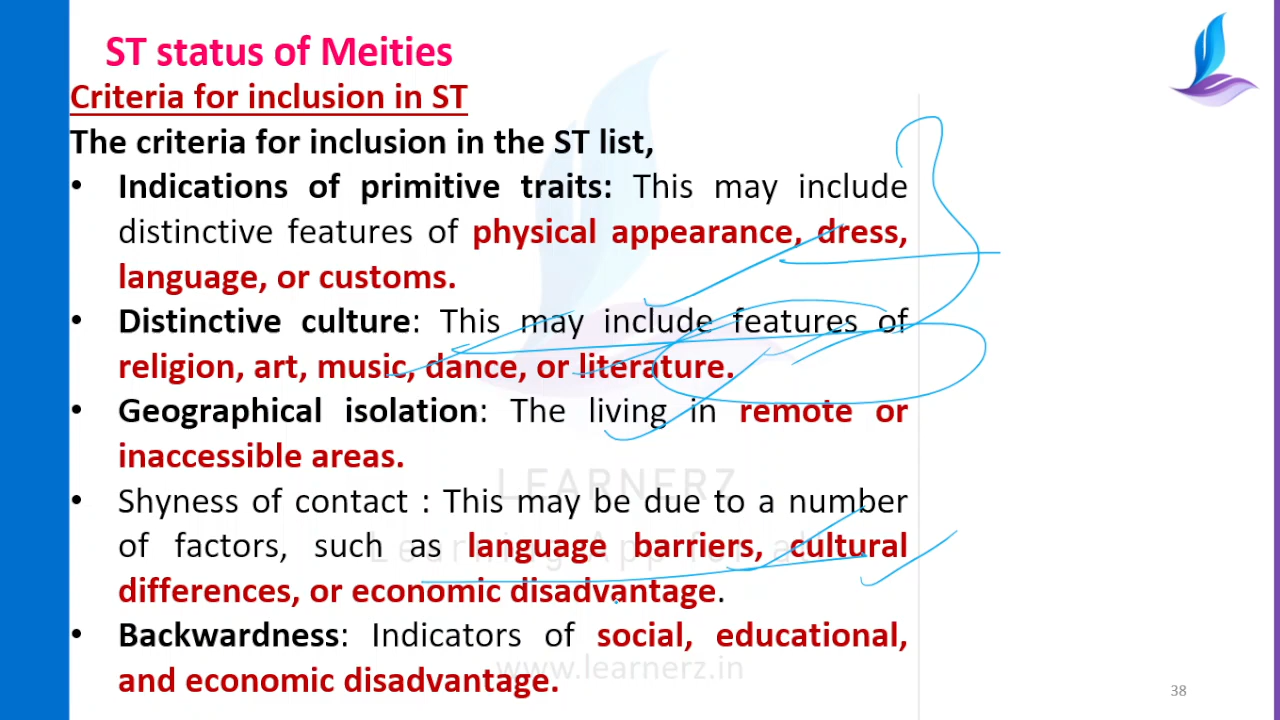 ST status of Meities
Criteria for inclusion in ST
The criteria for inclusion in the ST list,
• Indications of primitive traits: This may include
distinctive features of physical appearance, dress,
language, or customs.
• Distinctive culture: This may include features of
religion, art, music, dance, or literature.
• Geographical isolation: The living in remote or
inaccessible areas.
• Shyness of contact : This may be due to a number
of factors, such as language barriers, cultural
differences, or economic disadvantage.
• Backwardness: Indicators of social, educational,
and economic disadvantage.
LEARNERZ
Learning App for all
www.learnerz.in
38